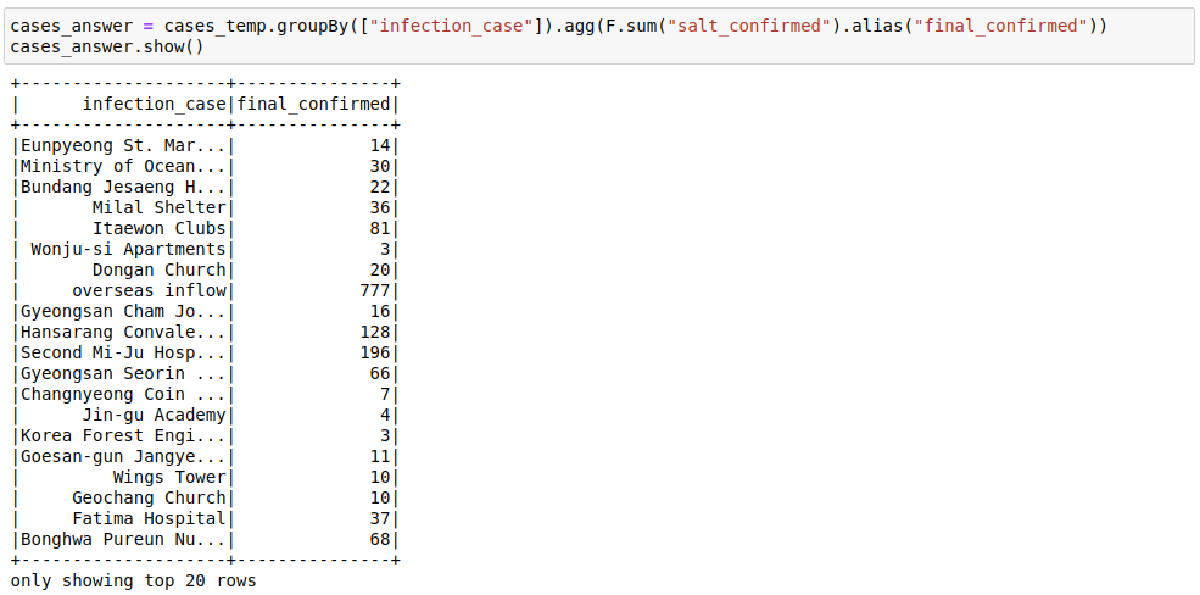 cases_answer = cases_temp.groupBy(["infection_case"]).agg(F.sum("salt_confirmed").alias("final_confirmed"))
cases_answer.show()
+--------------------+---------------+
|      infection_case|final_confirmed|
+--------------------+---------------+
|Eunpyeong St. Mar...|             14|
|Ministry of Ocean...|             30|
|Bundang Jesaeng H...|             22|
|       Milal Shelter|             36|
|       Itaewon Clubs|             81|
| Wonju-si Apartments|              3|
|       Dongan Church|             20|
|     overseas inflow|            777|
|Gyeongsan Cham Jo...|             16|
|Hansarang Convale...|            128|
|Second Mi-Ju Hosp...|            196|
|Gyeongsan Seorin ...|             66|
|Changnyeong Coin ...|              7|
|      Jin-gu Academy|              4|
|Korea Forest Engi...|              3|
|Goesan-gun Jangye...|             11|
|         Wings Tower|             10|
|     Geochang Church|             10|
|     Fatima Hospital|             37|
|Bonghwa Pureun Nu...|             68|
+--------------------+---------------+
only showing top 20 rows